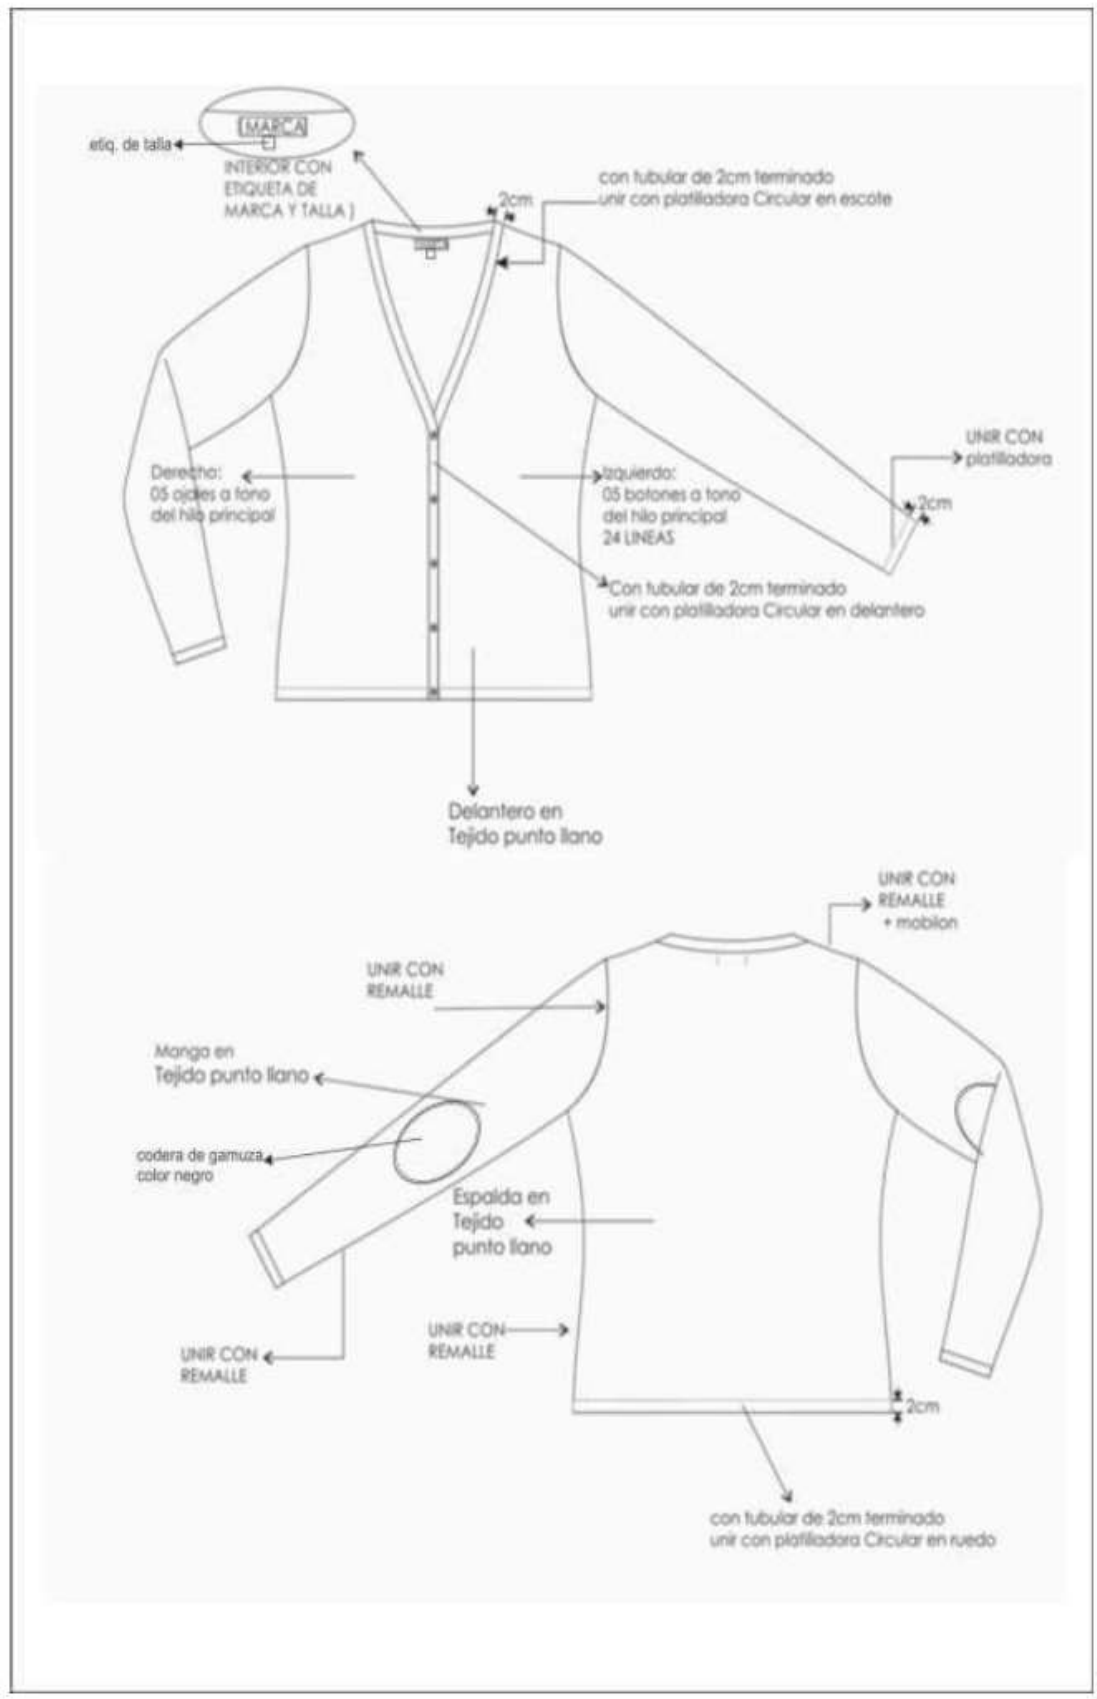 [MARCA]
etiq. de talla
INTERIOR CON
ETIQUETA DE
MARCA Y TALLA )
2cm
con tubular de 2cm terminado
unir con platilladora Circular en escote
MARCA
UNIR CON
platilladora
2cm
Derecho:
05 ojales a tono
del hilo principal
Izquierdo:
05 botones a tono
del hilo principal
24 LINEAS
Con tubular de 2cm terminado
unir con platilladora Circular en delantero
Delantero en
Tejido punto llano
UNIR CON
REMALLE
+ mobilon
UNIR CON
REMALLE
Manga en
Tejido punto llano
codera de gamuza
color negro
Espalda en
Tejido
punto llano
UNIR CON
REMALLE
UNIR CON
REMALLE
2cm
con tubular de 2cm terminado
unir con platilladora Circular en ruedo